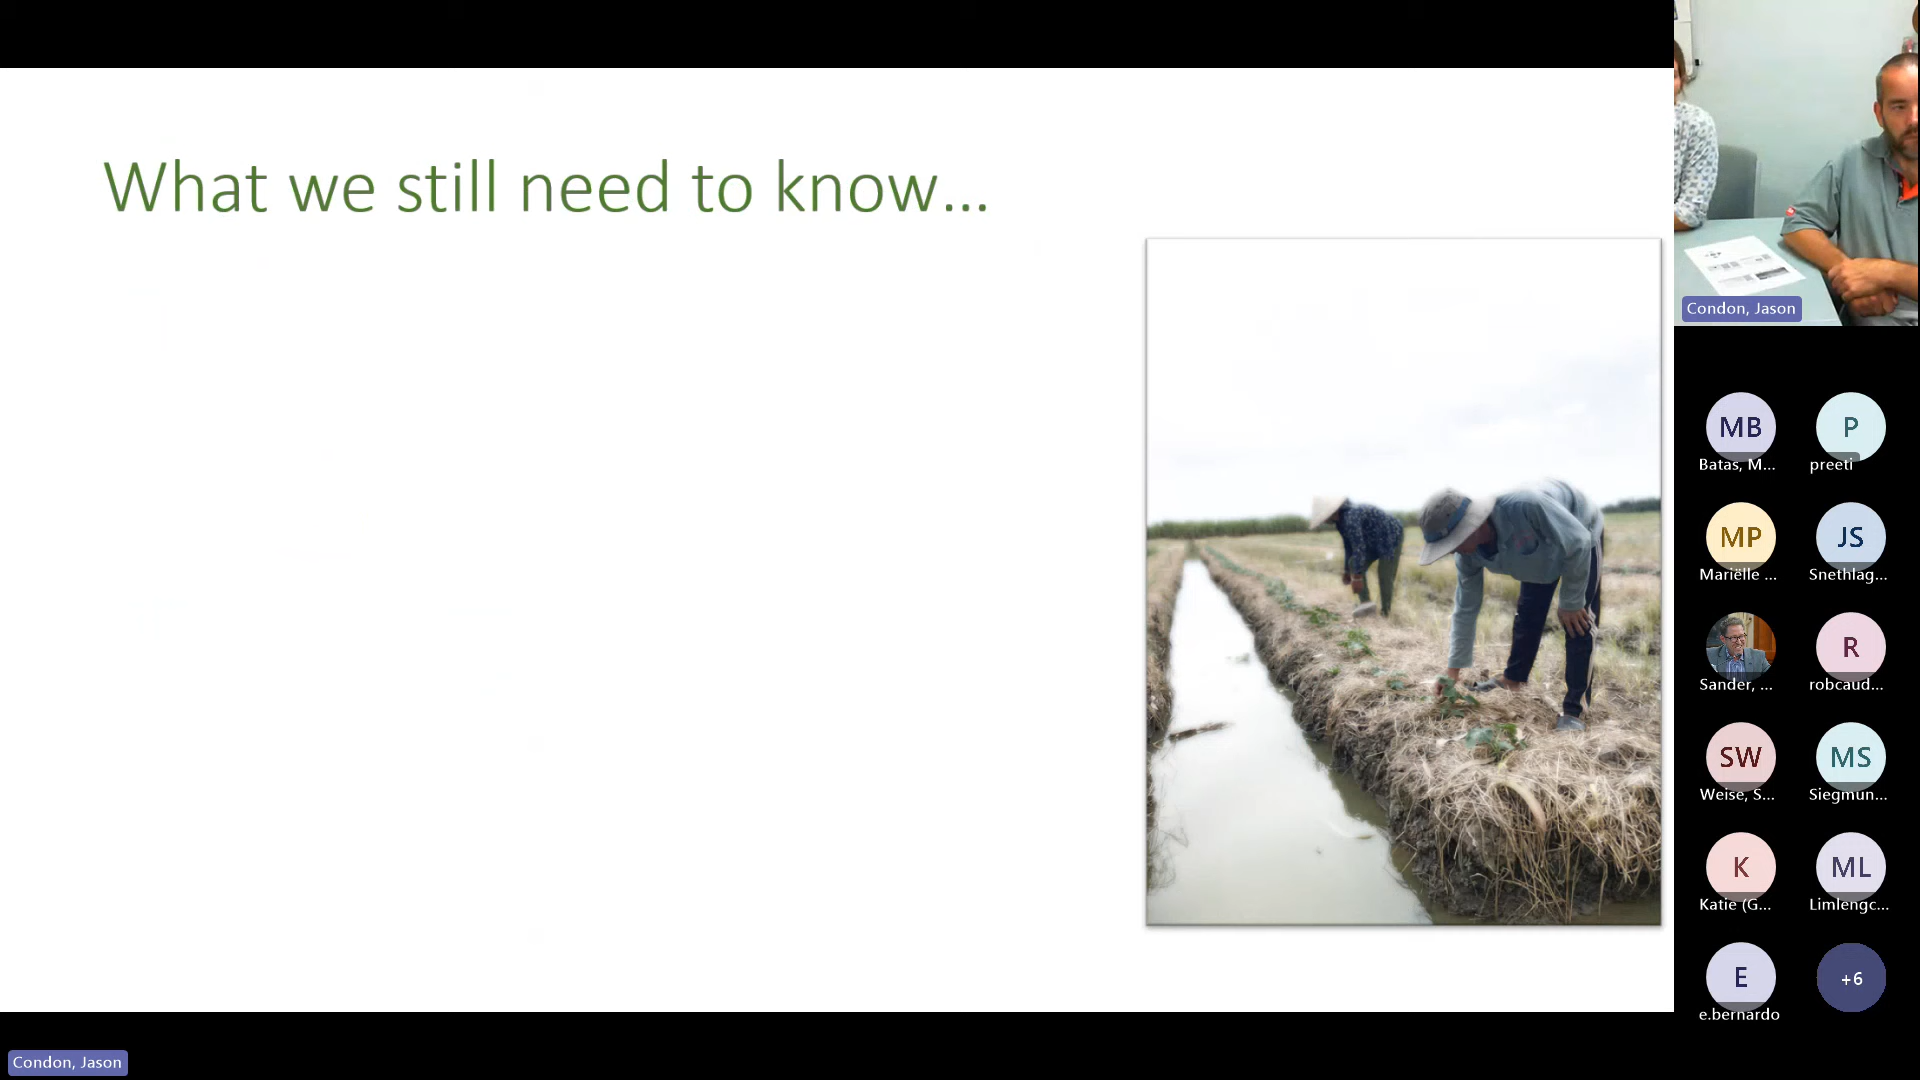 What we still need to know...
Condon, Jason
MB
P
Batas, M...
preeti
MP
JS
Mariëlle ...
Snethlag...
R
Sander, ...
robcaud...
SW
MS
Weise, S...
Siegmun...
K
ML
Katie (G...
Limlengc...
E
+6
e.bernardo
Condon, Jason